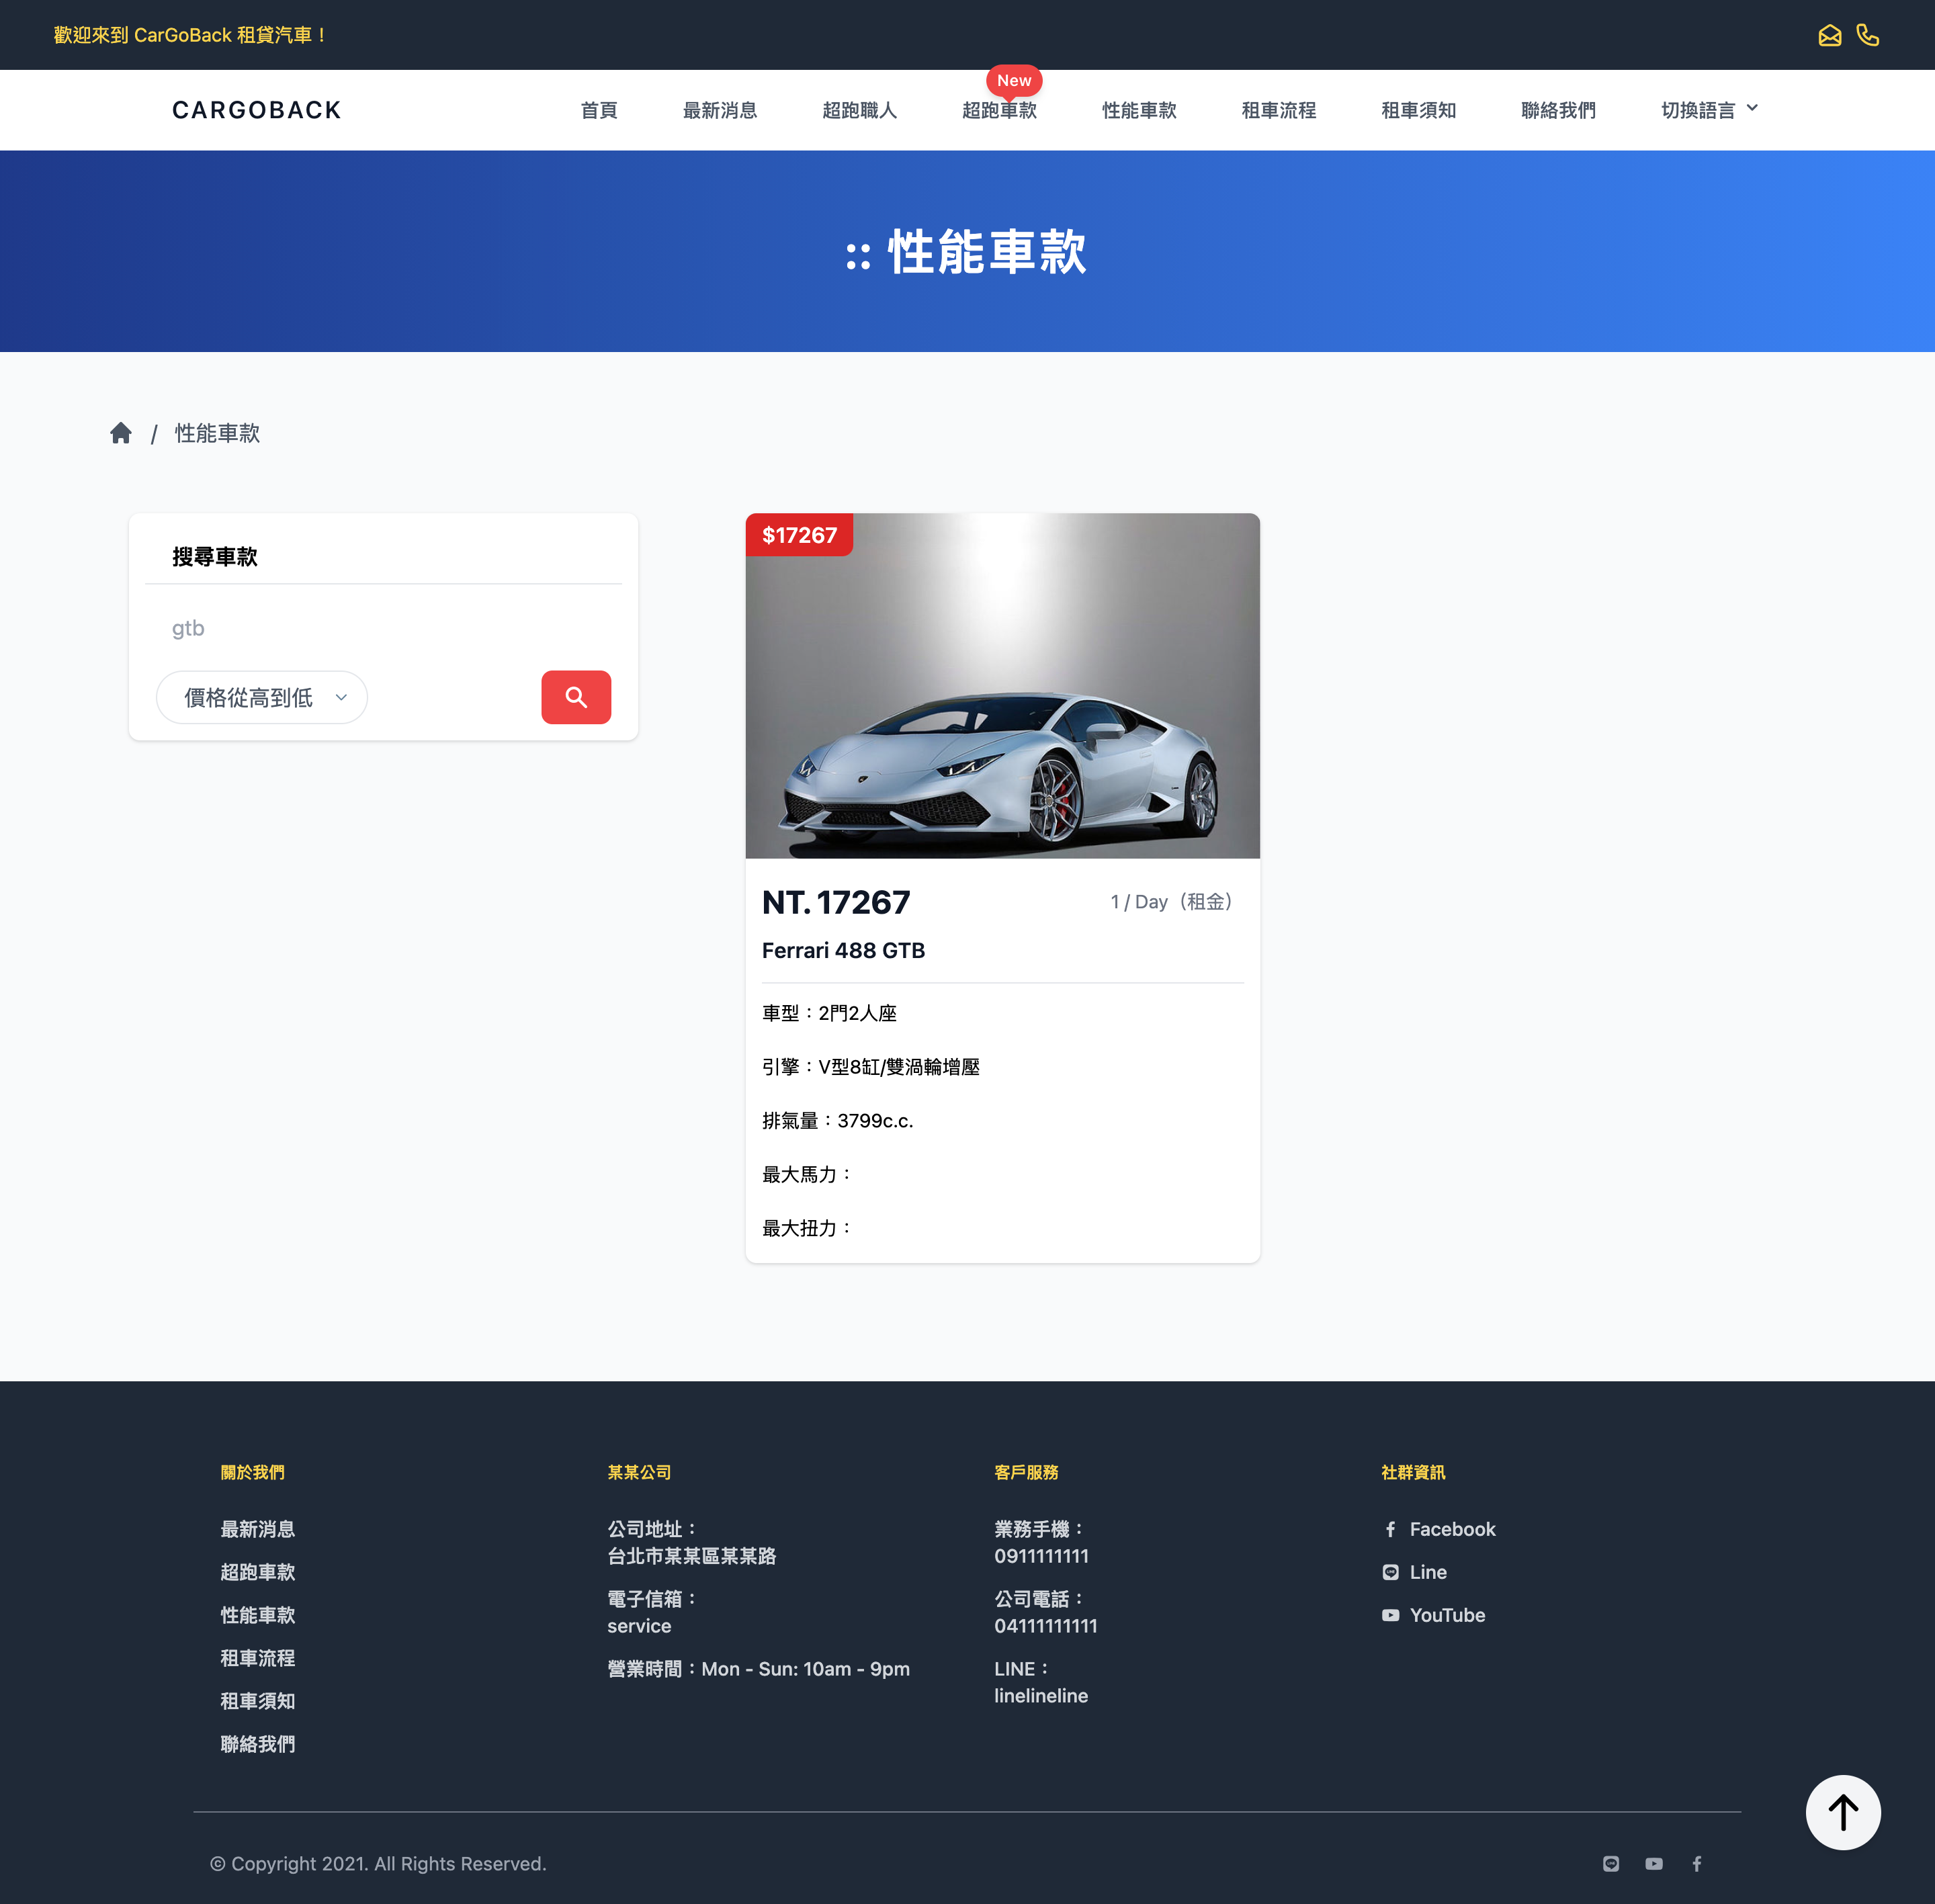 歡迎來到 CarGoBack 租貸汽車！
CARGOBACK
首頁
最新消息
超跑職人
New
超跑車款
性能車款
租車流程
租車須知
聯絡我們
切換語言
:: 性能車款
/ 性能車款
搜尋車款
gtb
價格從高到低
$17267
NT. 17267
1 / Day（租金）
Ferrari 488 GTB
車型：2門2人座
引擎：V型8缸/雙渦輪增壓
排氣量：3799c.c.
最大馬力：
最大扭力：
關於我們
最新消息
超跑車款
性能車款
租車流程
租車須知
聯絡我們
某某公司
公司地址：
台北市某某區某某路
電子信箱：
service
營業時間：Mon - Sun: 10am - 9pm
客戶服務
業務手機：
0911111111
公司電話：
04111111111
LINE：
linelineline
社群資訊
Facebook
Line
YouTube
© Copyright 2021. All Rights Reserved.